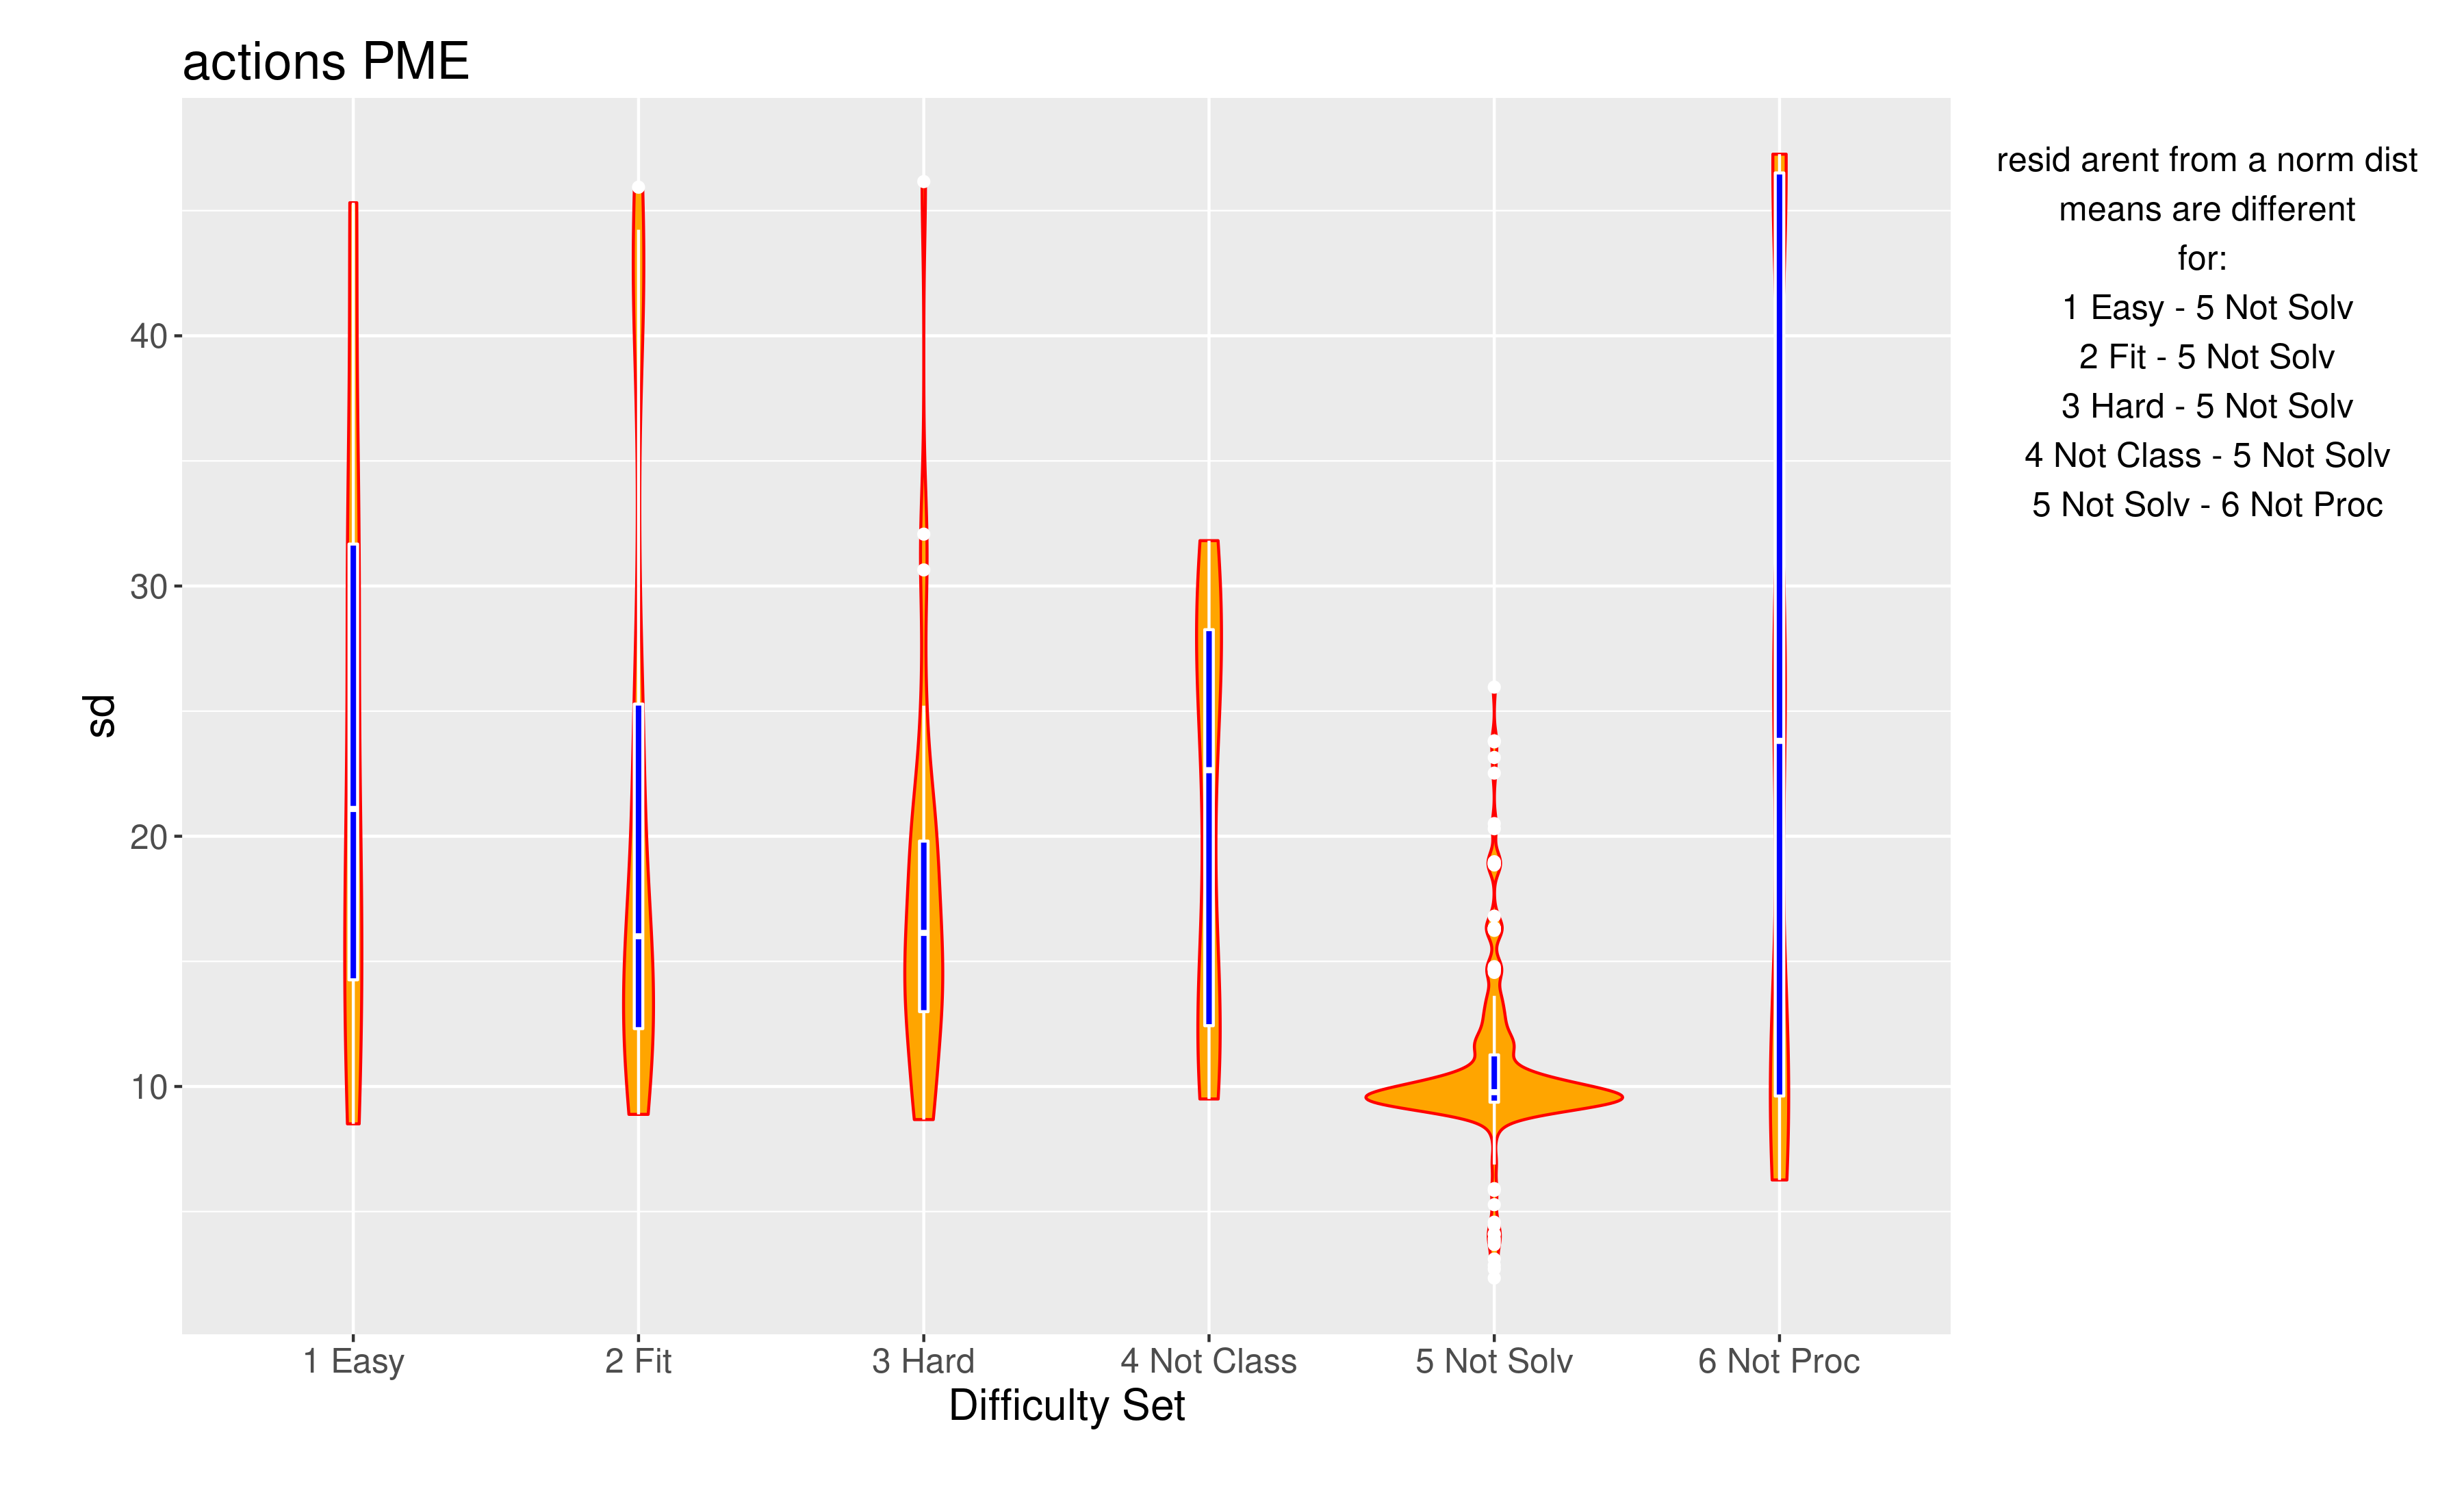 actions PME
resid arent from a norm dist
means are different
for:
1 Easy - 5 Not Solv
2 Fit - 5 Not Solv
3 Hard - 5 Not Solv
4 Not Class - 5 Not Solv
5 Not Solv - 6 Not Proc
sd
40
30
20
10
1 Easy
2 Fit
3 Hard
4 Not Class
5 Not Solv
6 Not Proc
Difficulty Set